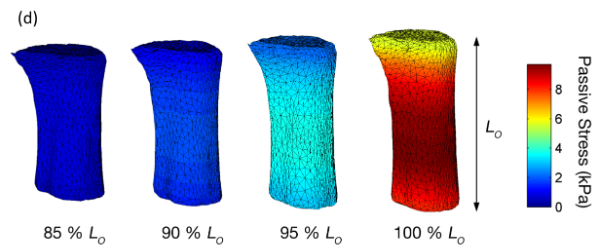 (d)
L_O
8
6
4
2
0
Passive Stress (kPa)
85 % L_O
90 % L_O
95 % L_O
100 % L_O